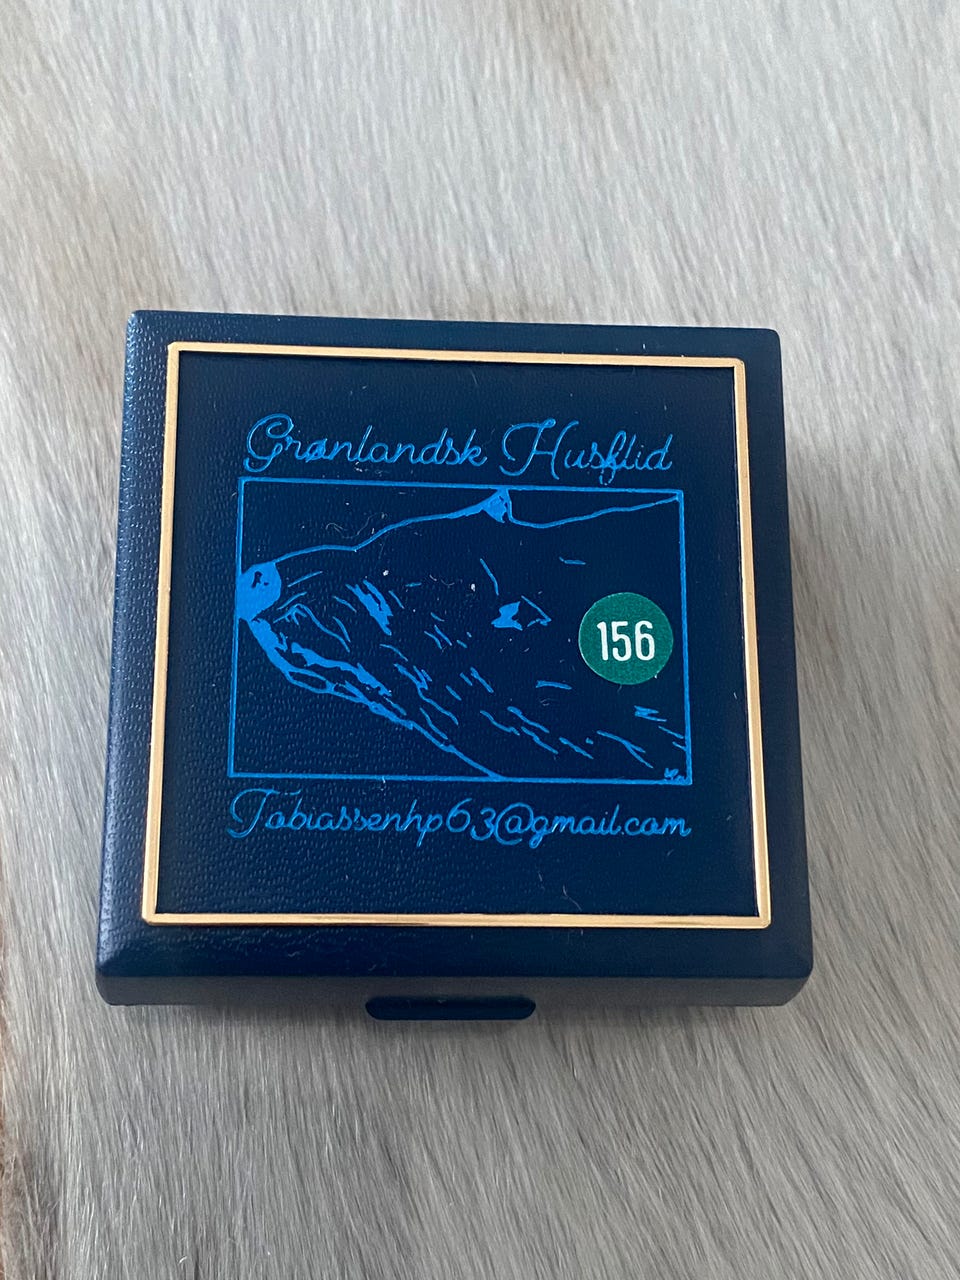 Grønlandsk Husflid
156
Tobiassenhp63@gmail.com